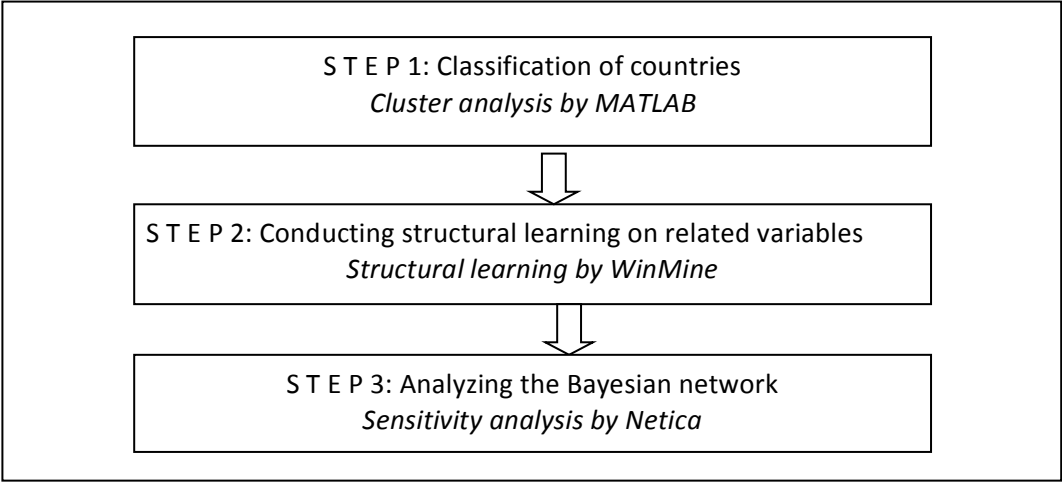 S T E P 1: Classification of countries
Cluster analysis by MATLAB
S T E P 2: Conducting structural learning on related variables
Structural learning by WinMine
S T E P 3: Analyzing the Bayesian network
Sensitivity analysis by Netica